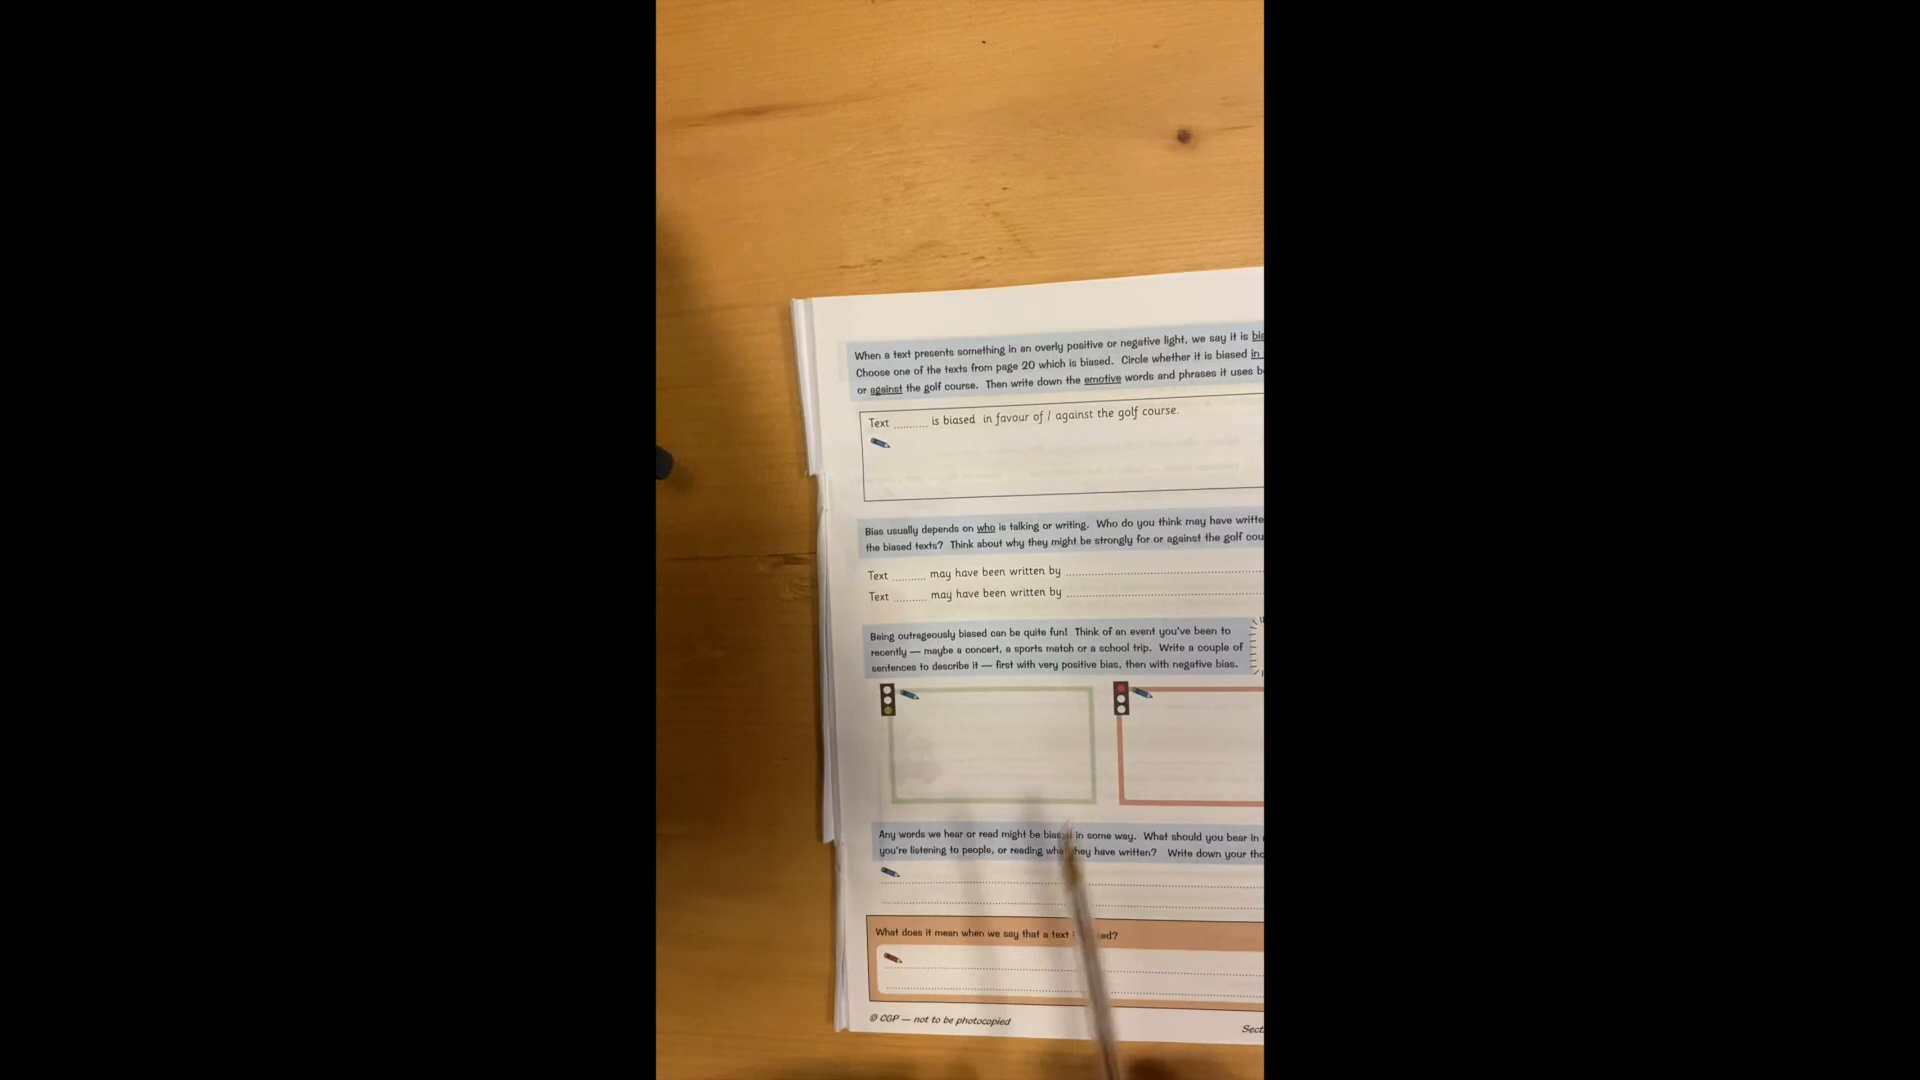 When a text presents something in an overly positive or negative light, we say it is
Choose one of the texts from page 20 which is biased. Circle whether it is biased in
or against the golf course. Then write down the emotive words and phrases it uses
Text .......... is biased in favour of / against the golf course.
Bias usually depends on who is talking or writing. Who do you think may have
the biased texts? Think about why they might be strongly for or against the golf
Text .......... may have been written by
Text .......... may have been written by
Being outrageously biased can be quite fun! Think of an event you've been to
recently — maybe a concert, a sports match or a school trip. Write a couple of
sentences to describe it — first with very positive bias, then with negative bias.
Any words we hear or read might be biased in some way. What should you bear in
you're listening to people, or reading what they have written? Write down your
What does it mean when we say that a text
© CGP — not to be photocopied